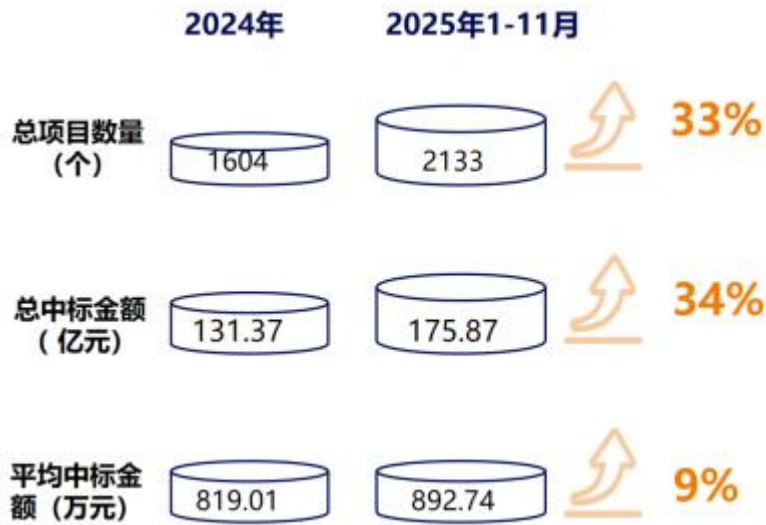 2024年 2025年1-11月
总项目数量
（个）
1604 2133 33%
总中标金额
（ 亿元）
131.37 175.87 34%
平均中标金
额（万元）
819.01 892.74 9%